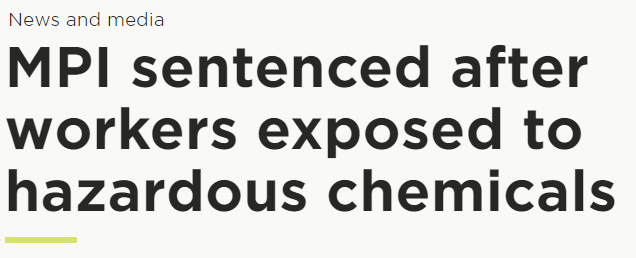 News and media
MPI sentenced after
workers exposed to
hazardous chemicals